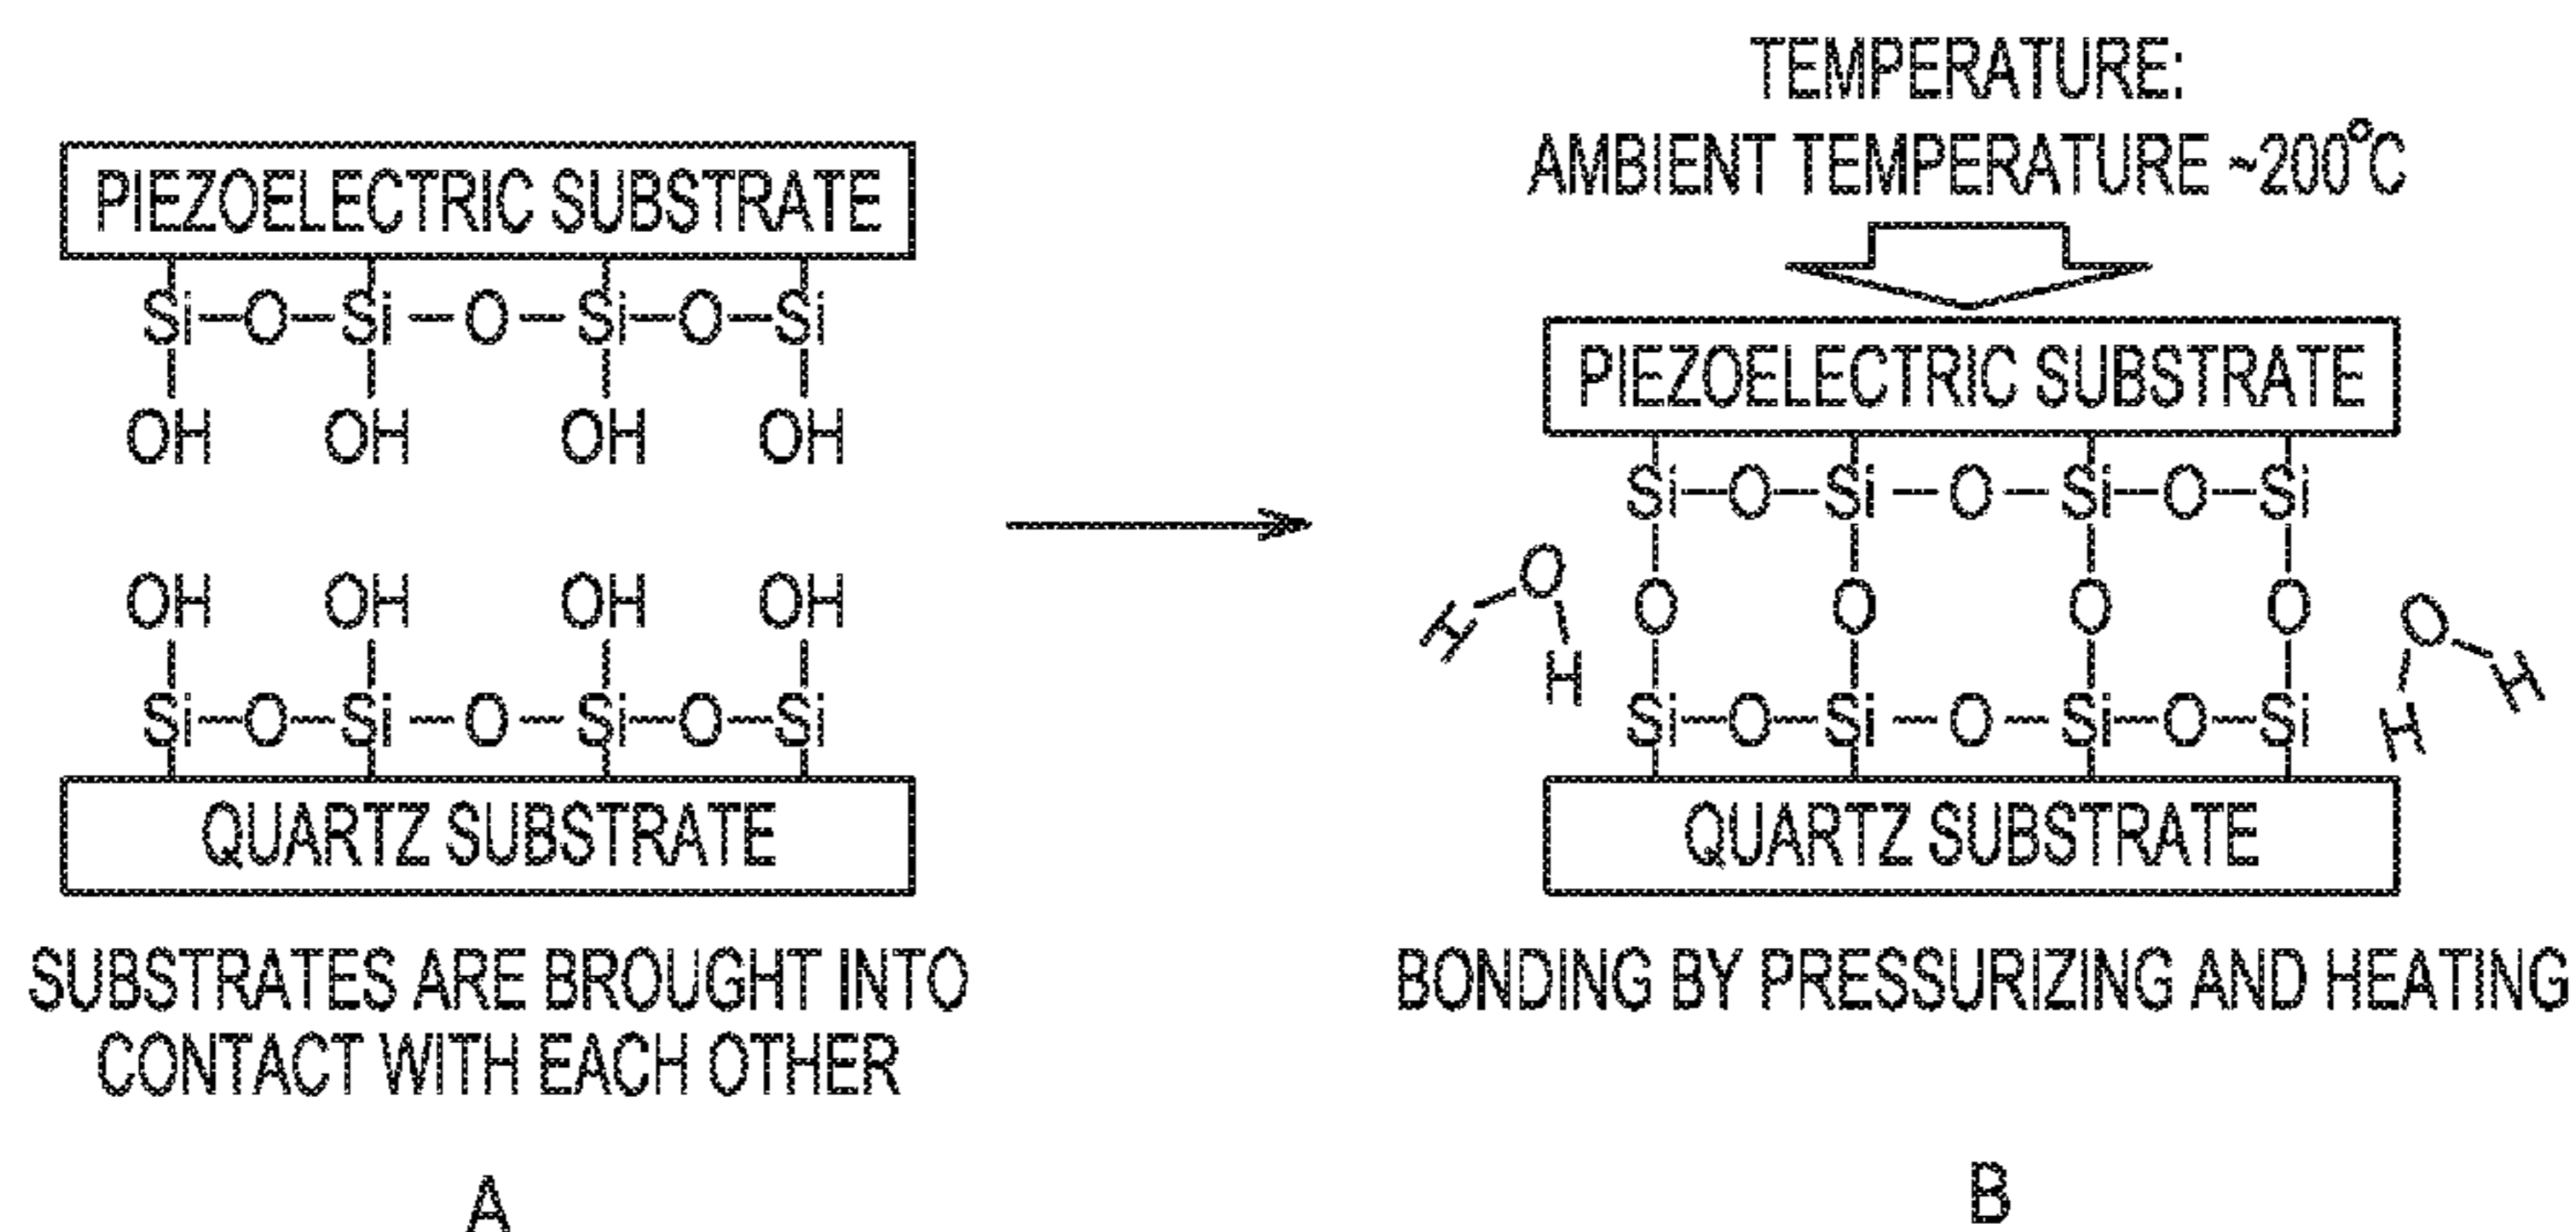 PIEZOELECTRIC SUBSTRATE
Si-O-Si-O-Si-O-Si
OH OH OH OH
OH OH OH OH
Si-O-Si-O-Si-O-Si
QUARTZ SUBSTRATE
SUBSTRATES ARE BROUGHT INTO
CONTACT WITH EACH OTHER
A
TEMPERATURE:
AMBIENT TEMPERATURE ~200°C
PIEZOELECTRIC SUBSTRATE
Si-O-Si-O-Si-O-Si
H O H O O O O H O H
Si-O-Si-O-Si-O-Si
QUARTZ SUBSTRATE
BONDING BY PRESSURIZING AND HEATING
B